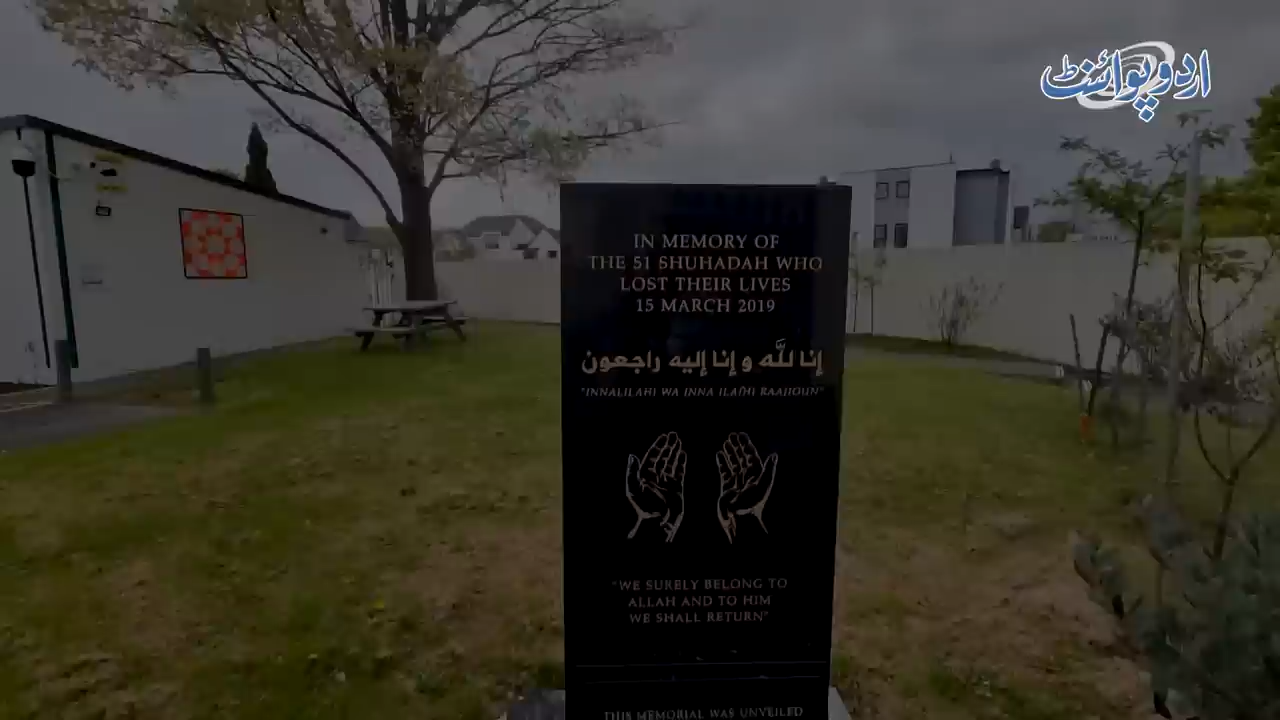 اردو پوائنٹ
IN MEMORY OF
THE 51 SHUHADAH WHO
LOST THEIR LIVES
15 MARCH 2019
إنا لله و إنا إليه راجعون
"INNALILAHI WA INNA ILAÕHI RAAJIOUN"
"WE SURELY BELONG TO
ALLAH AND TO HIM
WE SHALL RETURN"
THIS MEMORIAL WAS UNVEILED